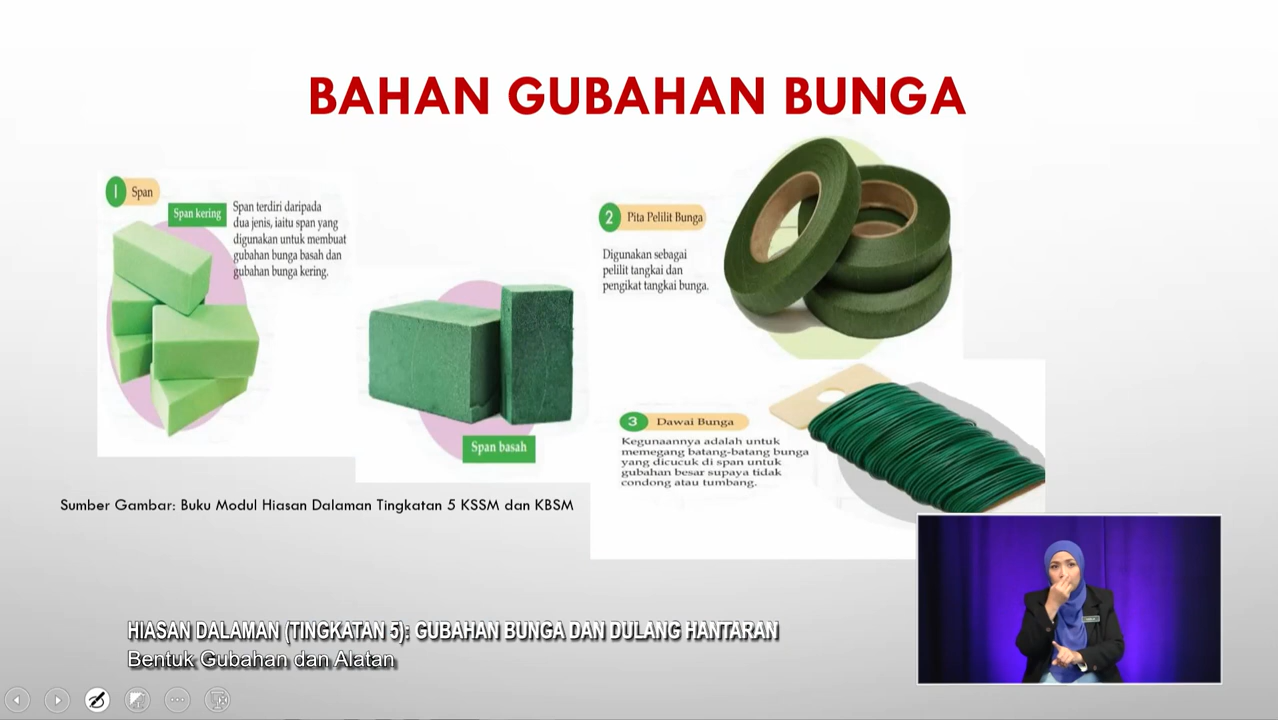 BAHAN GUBAHAN BUNGA
1 Span
Span kering
Span terdiri daripada
dua jenis, iaitu span yang
digunakan untuk membuat
gubahan bunga basah dan
gubahan bunga kering.
Span basah
2 Pita Pelilit Bunga
Digunakan sebagai
pelilit tangkai dan
pengikat tangkai bunga.
3 Dawai Bunga
Kegunaannya adalah untuk
memegang batang-batang bunga
yang dicucuk di span untuk
gubahan besar supaya tidak
condong atau tumbang.
Sumber Gambar: Buku Modul Hiasan Dalaman Tingkatan 5 KSSM dan KBSM
HIASAN DALAMAN (TINGKATAN 5): GUBAHAN BUNGA DAN DULANG HANTARAN
Bentuk Gubahan dan Alatan